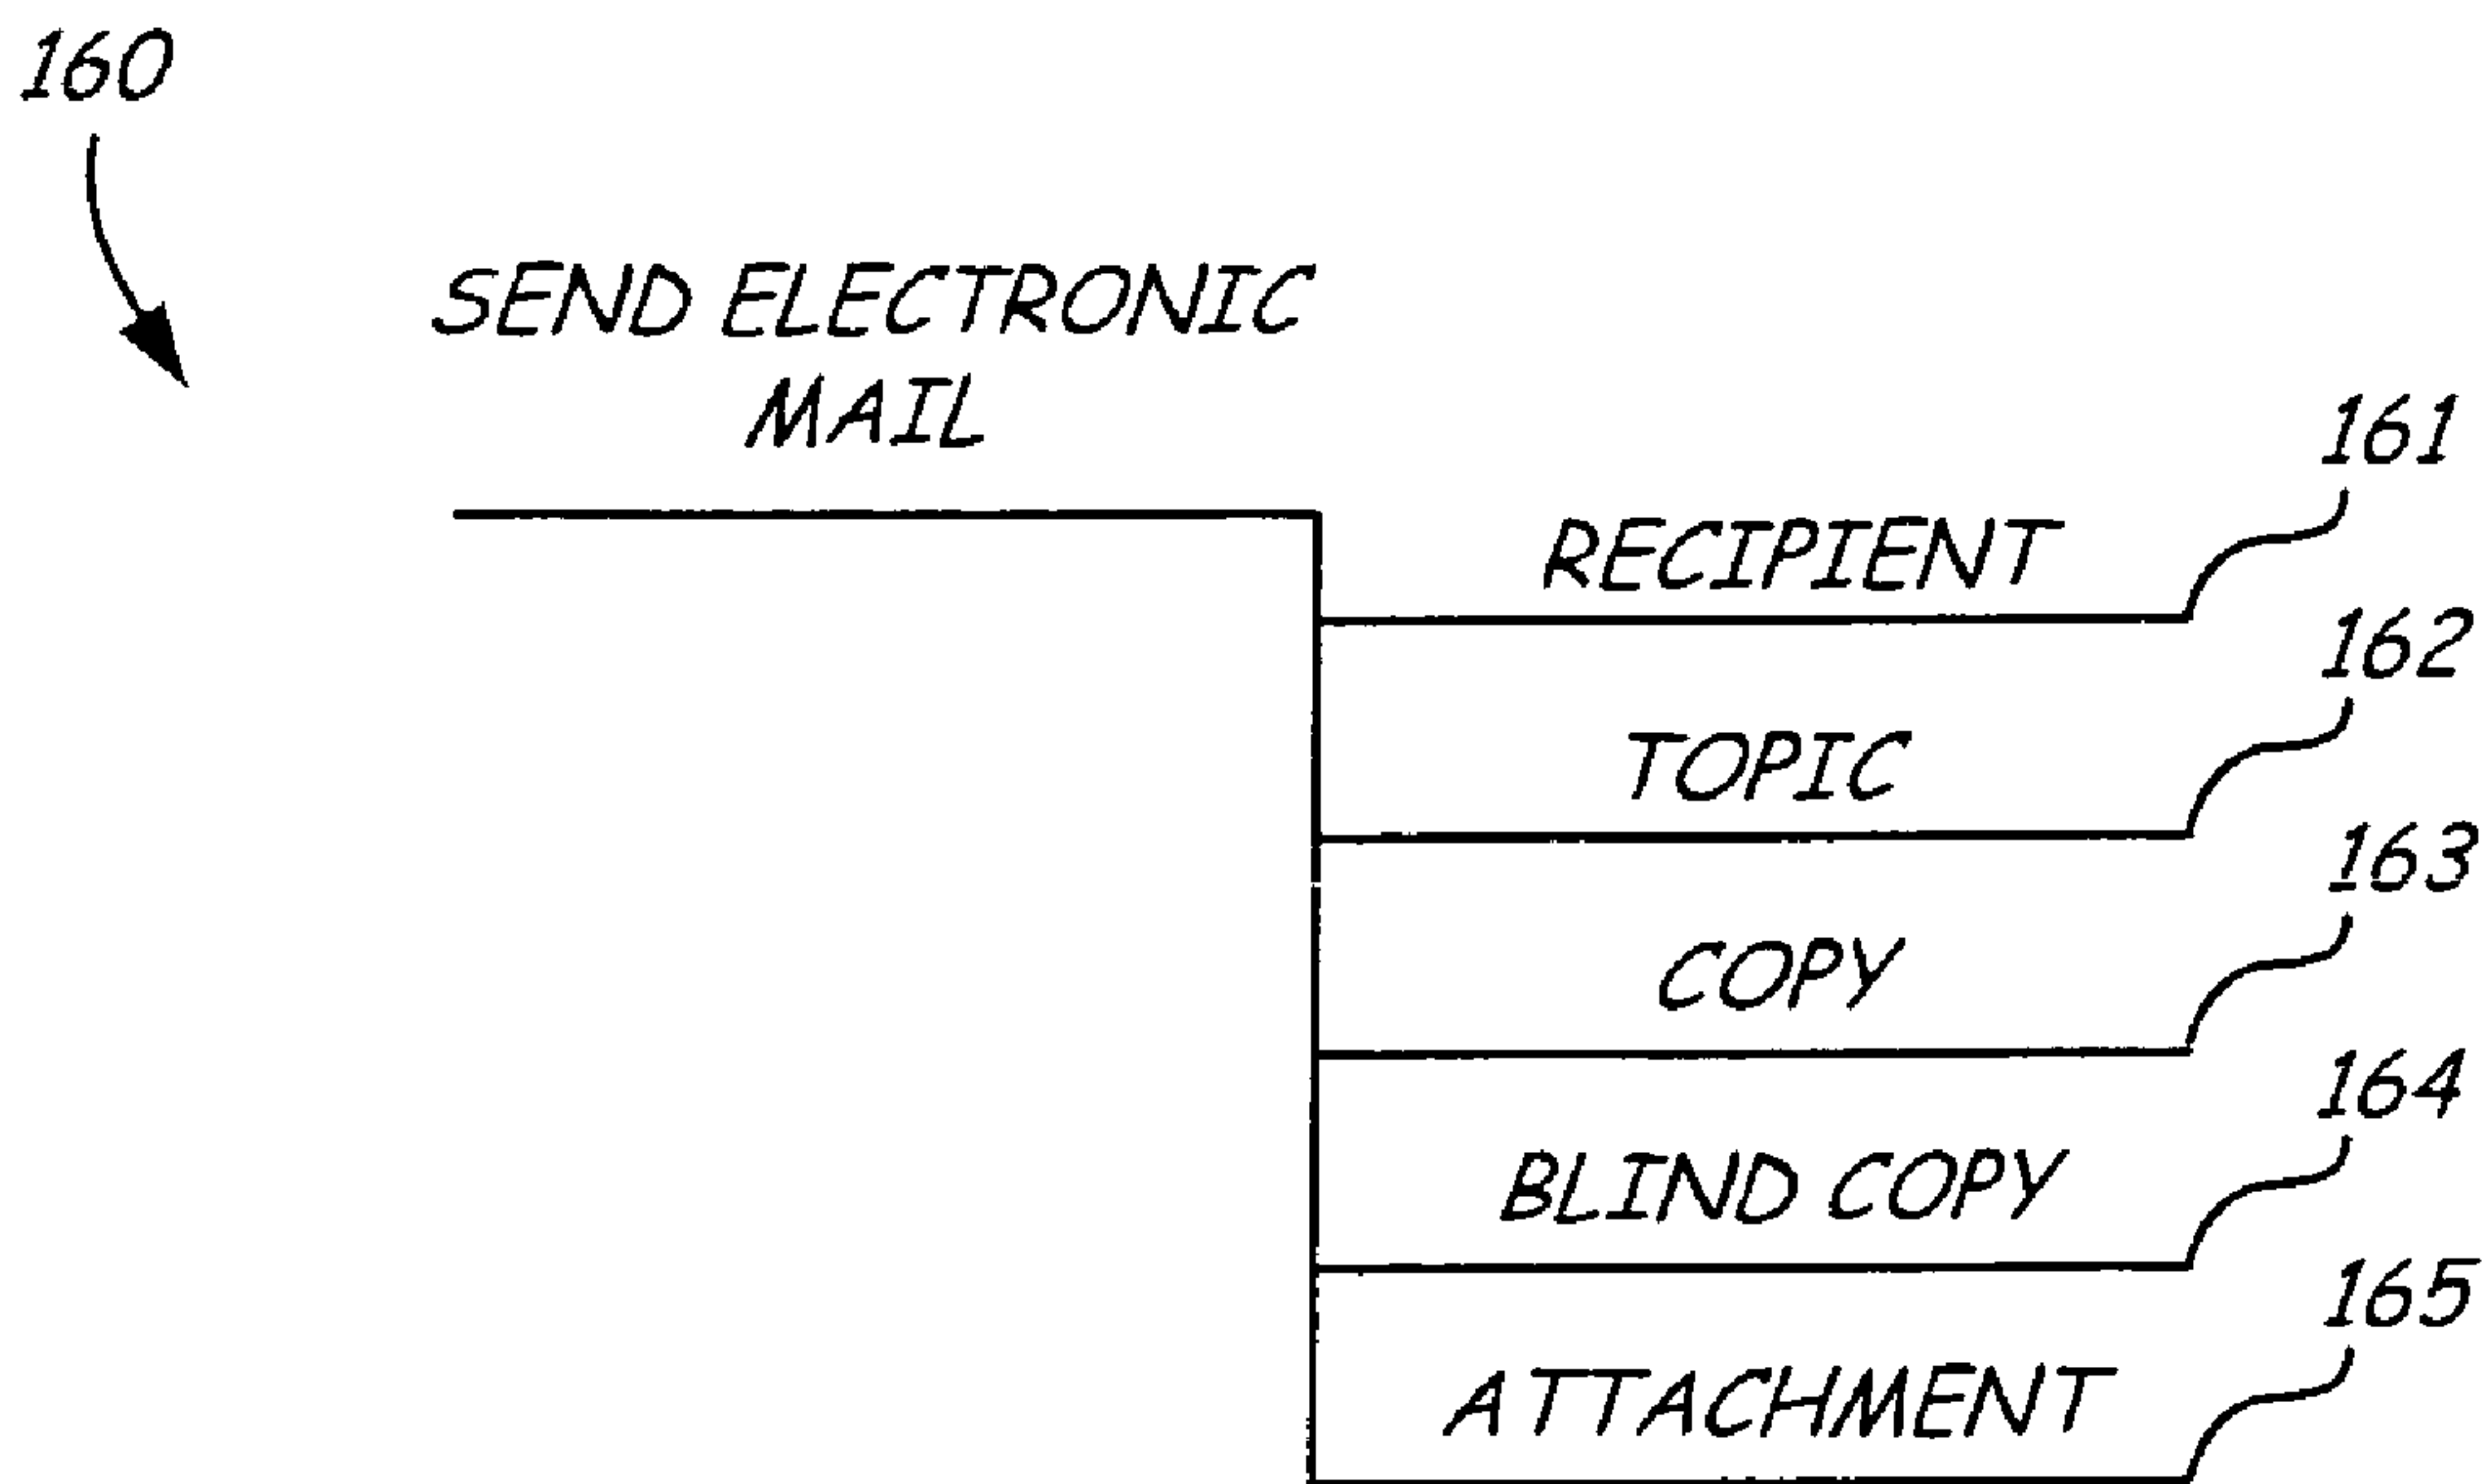 160
SEND ELECTRONIC
MAIL
161
RECIPIENT
162
TOPIC
163
COPY
164
BLIND COPY
165
ATTACHMENT